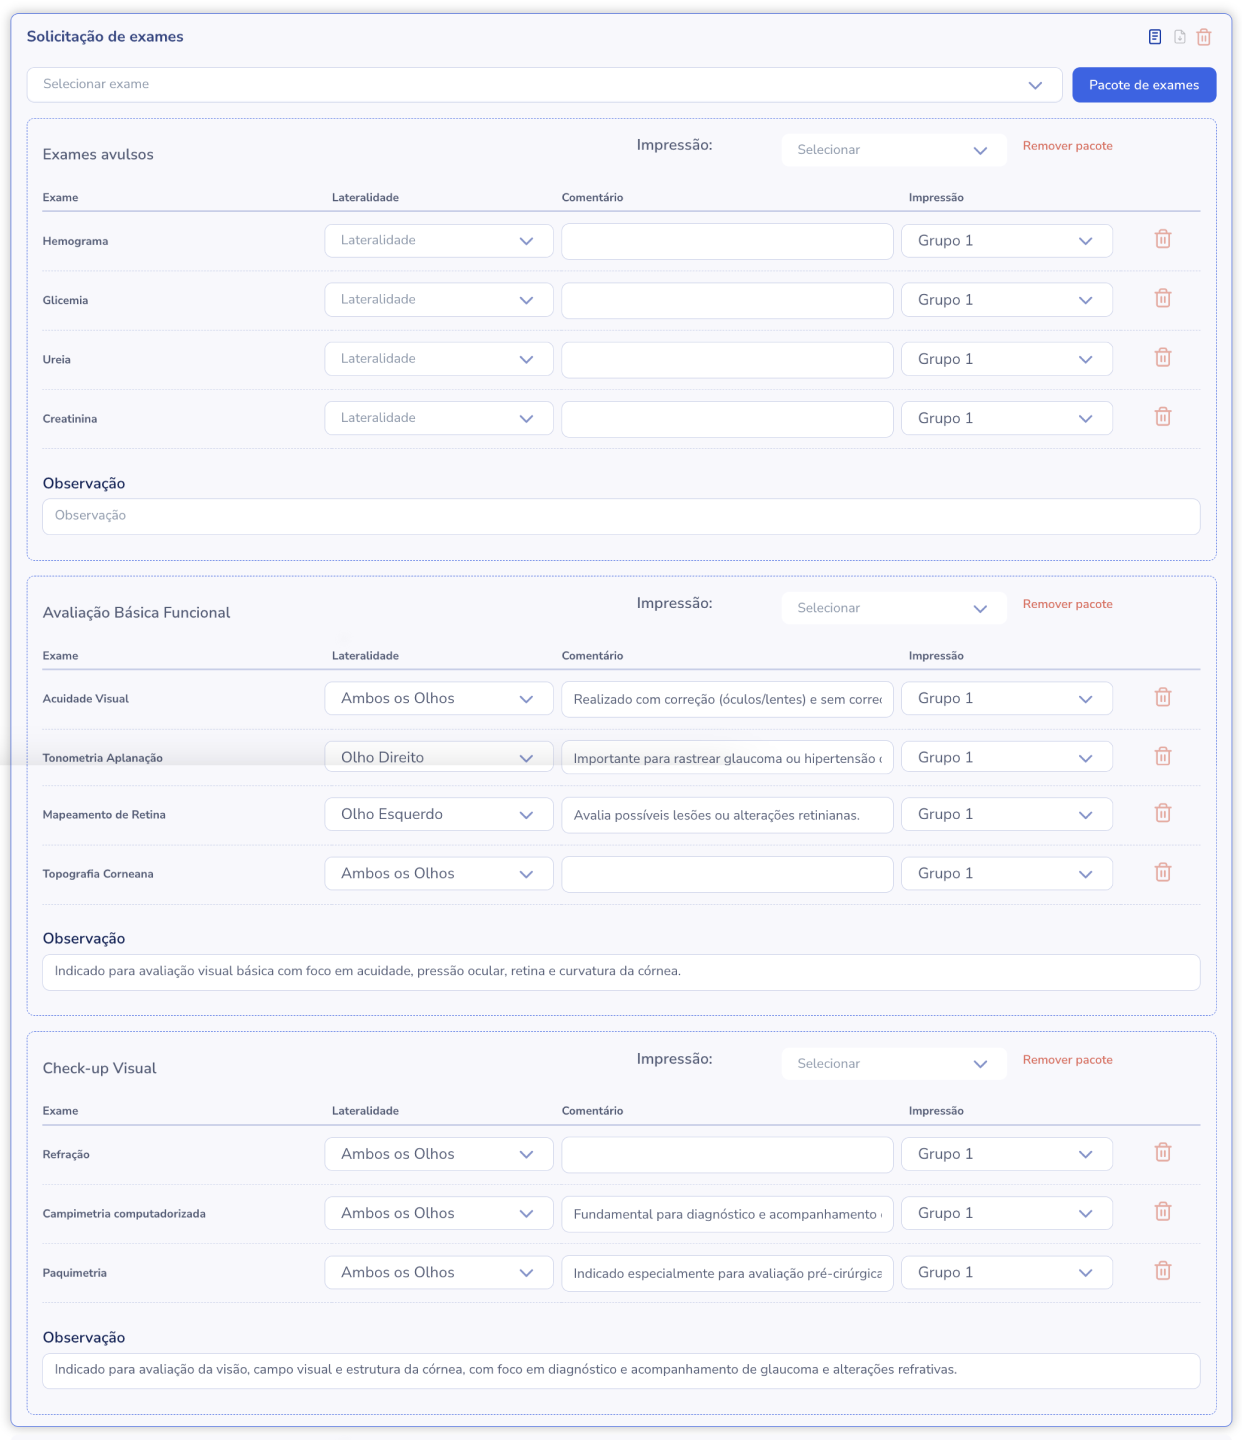 Solicitação de exames
Selecionar exame
Pacote de exames
Exames avulsos
Impressão:
Selecionar
Remover pacote
Exame Lateralidade Comentário Impressão
Hemograma Lateralidade Grupo 1
Glicemia Lateralidade Grupo 1
Ureia Lateralidade Grupo 1
Creatinina Lateralidade Grupo 1
Observação
Observação
Avaliação Básica Funcional
Impressão:
Selecionar
Remover pacote
Exame Lateralidade Comentário Impressão
Acuidade Visual Ambos os Olhos Realizado com correção (óculos/lentes) e sem corre Grupo 1
Tonometria Aplanação Olho Direito Importante para rastrear glaucoma ou hipertensão Grupo 1
Mapeamento de Retina Olho Esquerdo Avalia possíveis lesões ou alterações retinianas. Grupo 1
Topografia Corneana Ambos os Olhos Grupo 1
Observação
Indicado para avaliação visual básica com foco em acuidade, pressão ocular, retina e curvatura da córnea.
Check-up Visual
Impressão:
Selecionar
Remover pacote
Exame Lateralidade Comentário Impressão
Refração Ambos os Olhos Grupo 1
Campimetria computadorizada Ambos os Olhos Fundamental para diagnóstico e acompanhamento Grupo 1
Paquimetria Ambos os Olhos Indicado especialmente para avaliação pré-cirúrgica Grupo 1
Observação
Indicado para avaliação da visão, campo visual e estrutura da córnea, com foco em diagnóstico e acompanhamento de glaucoma e alterações refrativas.